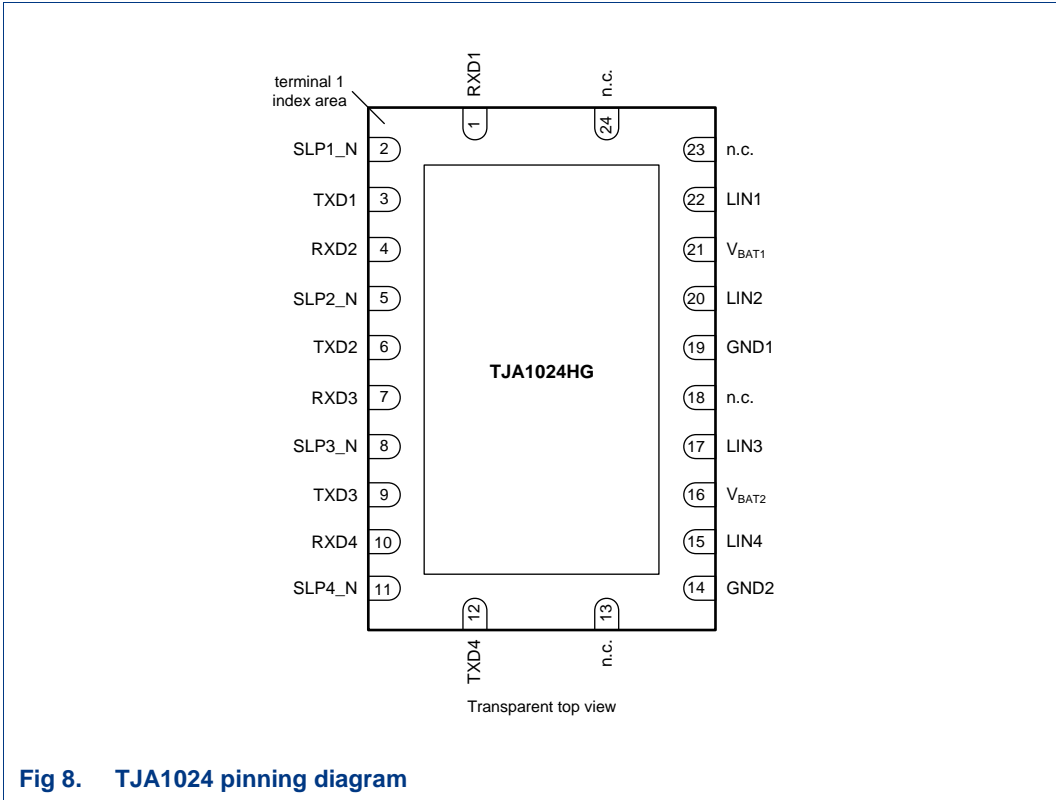 terminal 1
index area
RXD1
n.c.
1
24
SLP1_N 2
23 n.c.
TXD1 3
22 LIN1
RXD2 4
21 VBAT1
SLP2_N 5
20 LIN2
TXD2 6
19 GND1
TJA1024HG
RXD3 7
18 n.c.
SLP3_N 8
17 LIN3
TXD3 9
16 VBAT2
RXD4 10
15 LIN4
SLP4_N 11
14 GND2
12
13
TXD4
n.c.
Transparent top view
Fig 8. TJA1024 pinning diagram